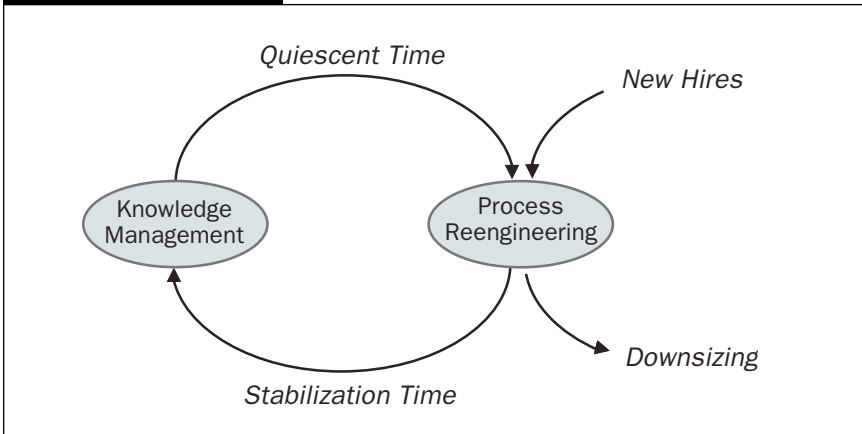 Quiescent Time
New Hires
Knowledge
Management
Process
Reengineering
Downsizing
Stabilization Time